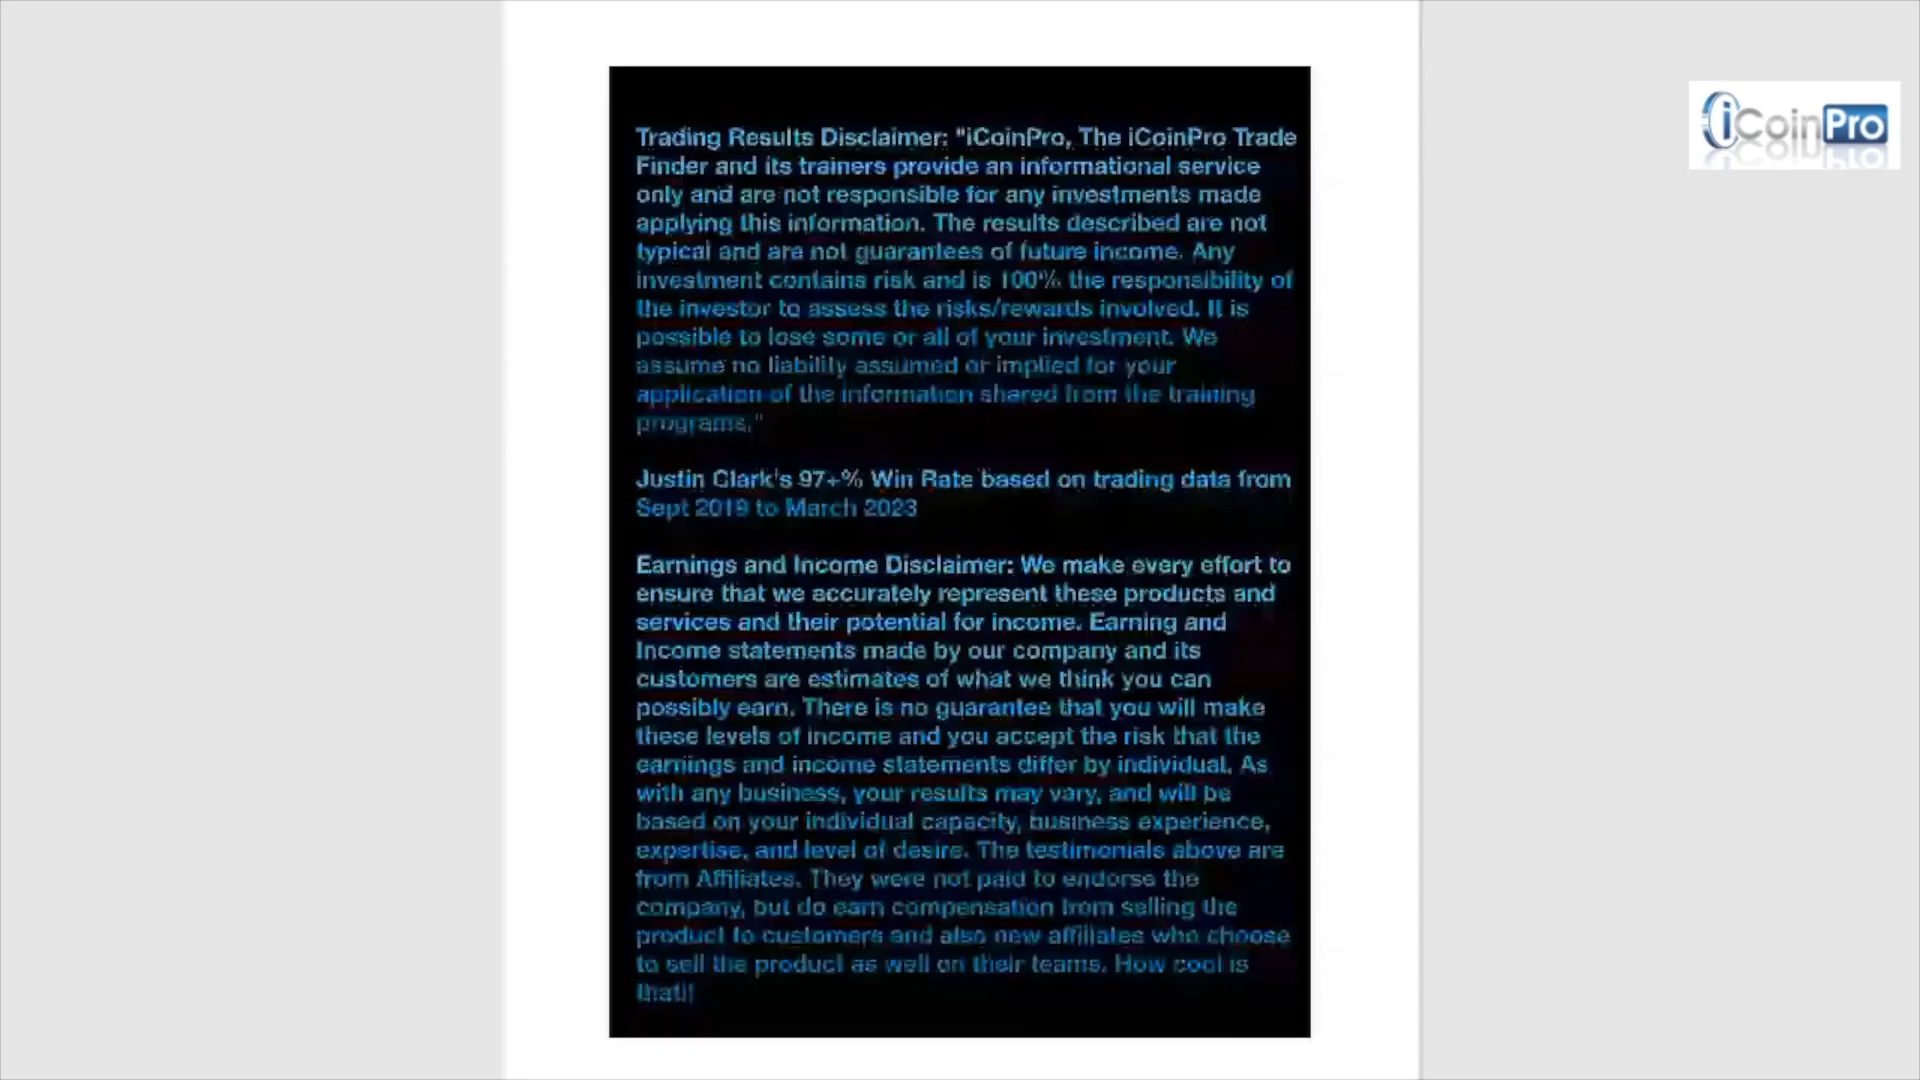 Trading Results Disclaimer: "iCoinPro, The iCoinPro Trade
Finder and its trainers provide an informational service
only and are not responsible for any investments made
applying this information. The results described are not
typical and are not guarantees of future income. Any
investment contains risk and is 100% the responsibility of
the investor to assess the risks/rewards involved. It is
possible to lose some or all of your investment. We
assume no liability assumed or implied for your
application of the information shared from the training
programs."
Justin Clark's 97+% Win Rate based on trading data from
Sept 2019 to March 2023
Earnings and Income Disclaimer: We make every effort to
ensure that we accurately represent these products and
services and their potential for income. Earning and
Income statements made by our company and its
customers are estimates of what we think you can
possibly earn. There is no guarantee that you will make
these levels of income and you accept the risk that the
earnings and income statements differ by individual. As
with any business, your results may vary, and will be
based on your individual capacity, business experience,
expertise, and level of desire. The testimonials above are
from Affiliates. They were not paid to endorse the
company, but do earn compensation from selling the
product to customers and also new affiliates who choose
to sell the product as well on their teams. How cool is
that!!
iCoinPro